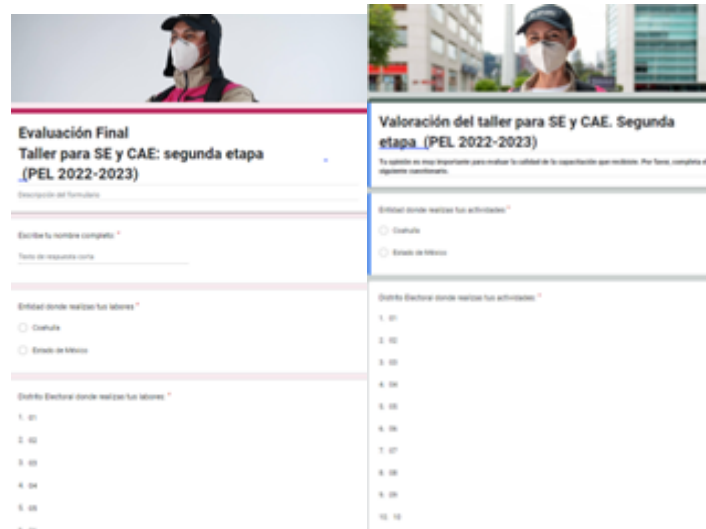 Evaluación Final
Taller para SE y CAE: segunda etapa
(PEL 2022-2023)
Descripción del formulario
Escribe tu nombre completo: *
Texto de respuesta corta
Entidad donde realizas tus labores *
Coahuila
Estado de México
Distrito Electoral donde realizas tus labores: *
1. 01
2. 02
3. 03
4. 04
5. 05
Valoración del taller para SE y CAE. Segunda
etapa (PEL 2022-2023)
Tu opinión es muy importante para evaluar la calidad de la capacitación que recibiste. Por favor, completa el
siguiente cuestionario.
Entidad donde realizas tus actividades: *
Coahuila
Estado de México
Distrito Electoral donde realizas tus actividades: *
1. 01
2. 02
3. 03
4. 04
5. 05
6. 06
7. 07
8. 08
9. 09
10. 10